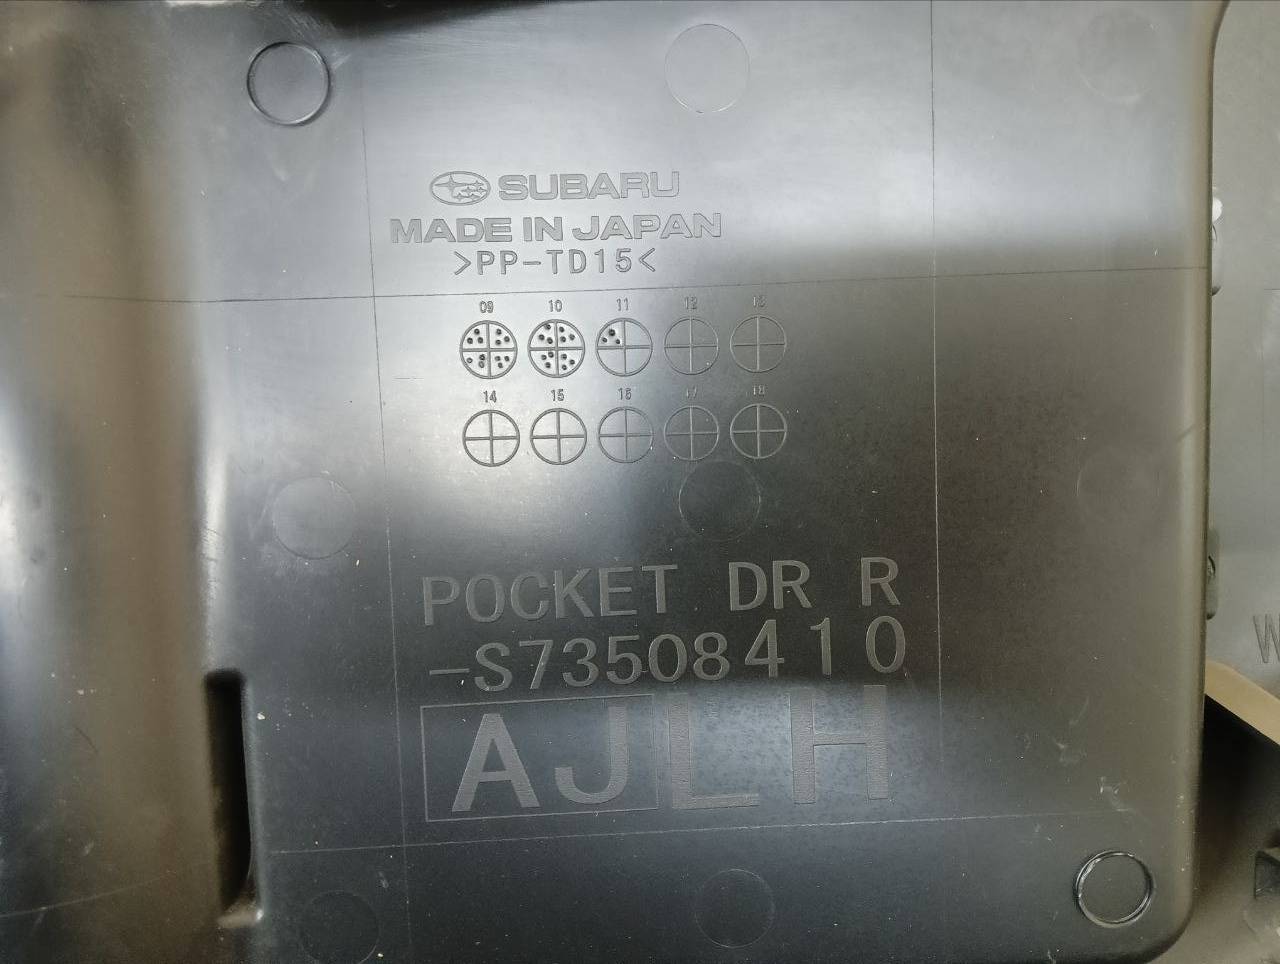 SUBARU
MADE IN JAPAN
>PP-TD15<
09 10 11 12 13
14 15 16 17 18
POCKET DR R
-S73508410
AJLH
W